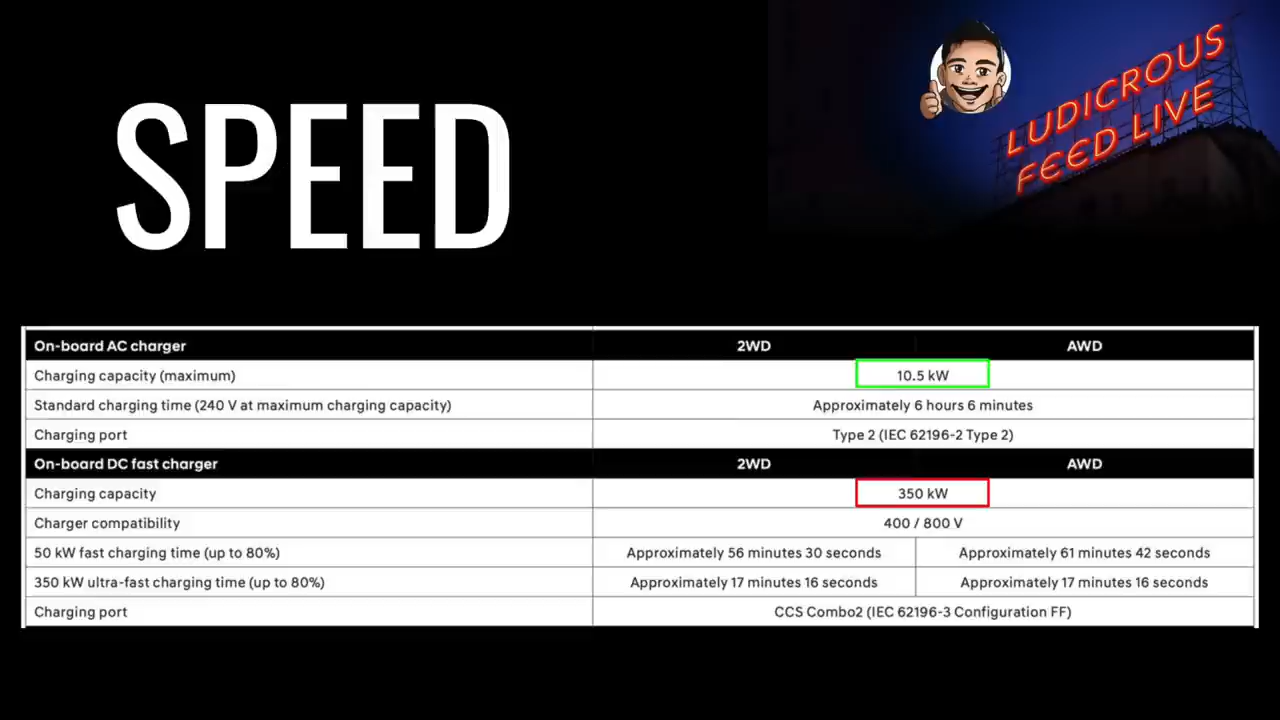 SPEED
LUDICROUS
FEED LIVE
On-board AC charger 2WD AWD
Charging capacity (maximum) 10.5 kW
Standard charging time (240 V at maximum charging capacity) Approximately 6 hours 6 minutes
Charging port Type 2 (IEC 62196-2 Type 2)
On-board DC fast charger 2WD AWD
Charging capacity 350 kW
Charger compatibility 400 / 800 V
50 kW fast charging time (up to 80%) Approximately 56 minutes 30 seconds Approximately 61 minutes 42 seconds
350 kW ultra-fast charging time (up to 80%) Approximately 17 minutes 16 seconds Approximately 17 minutes 16 seconds
Charging port CCS Combo2 (IEC 62196-3 Configuration FF)